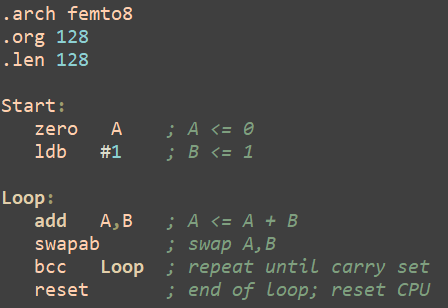 .arch femto8
.org 128
.len 128
Start:
zero A ; A <= 0
ldb #1 ; B <= 1
Loop:
add A,B ; A <= A + B
swapab ; swap A,B
bcc Loop ; repeat until carry set
reset ; end of loop; reset CPU